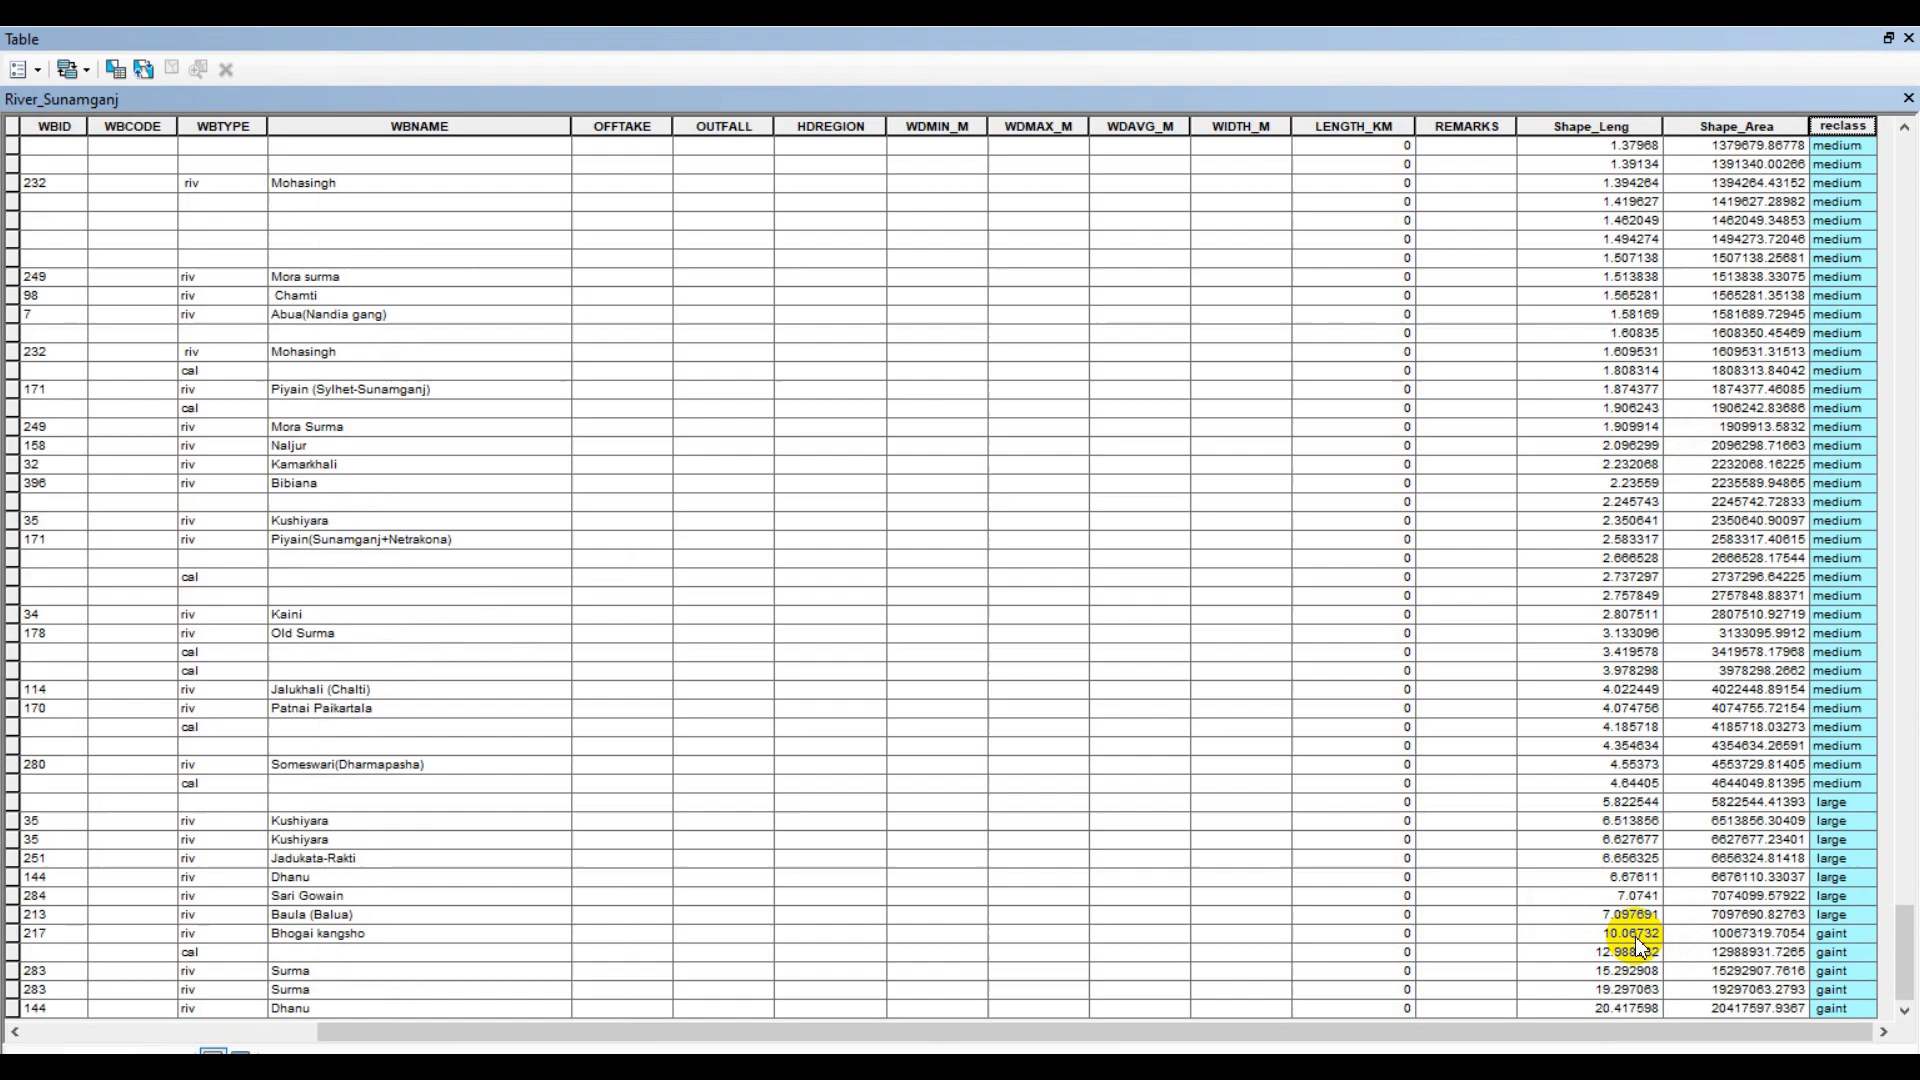 Table
River_Sunamganj
WBID WBCODE WBTYPE WBNAME OFFTAKE OUTFALL HDREGION WDMIN_M WDMAX_M WDAVG_M WIDTH_M LENGTH_KM REMARKS Shape_Leng Shape_Area reclass
0 1.37968 1379679.86778 medium
0 1.39134 1391340.00266 medium
232 riv Mohasingh 0 1.394264 1394264.43152 medium
0 1.419627 1419627.28982 medium
0 1.462049 1462049.34853 medium
0 1.494274 1494273.72046 medium
0 1.507138 1507138.25681 medium
249 riv Mora surma 0 1.513838 1513838.33075 medium
98 riv Chamti 0 1.565281 1565281.35138 medium
7 riv Abua(Nandia gang) 0 1.58169 1581689.72945 medium
0 1.60835 1608350.45469 medium
232 riv Mohasingh 0 1.609531 1609531.31513 medium
cal 0 1.808314 1808313.84042 medium
171 riv Piyain (Sylhet-Sunamganj) 0 1.874377 1874377.46085 medium
cal 0 1.906243 1906242.83686 medium
249 riv Mora Surma 0 1.909914 1909913.5832 medium
158 riv Naljur 0 2.096299 2096298.71663 medium
32 riv Kamarkhali 0 2.232068 2232068.16225 medium
396 riv Bibiana 0 2.23559 2235589.94865 medium
0 2.245743 2245742.72833 medium
35 riv Kushiyara 0 2.350641 2350640.90097 medium
171 riv Piyain(Sunamganj+Netrakona) 0 2.583317 2583317.40615 medium
0 2.666528 2666528.17544 medium
cal 0 2.737297 2737296.64225 medium
0 2.757849 2757848.88371 medium
34 riv Kaini 0 2.807511 2807510.92719 medium
178 riv Old Surma 0 3.133096 3133095.9912 medium
cal 0 3.419578 3419578.17968 medium
cal 0 3.978298 3978298.2662 medium
114 riv Jalukhali (Chalti) 0 4.022449 4022448.89154 medium
170 riv Patnai Paikartala 0 4.074756 4074755.72154 medium
cal 0 4.185718 4185718.03273 medium
0 4.354634 4354634.26591 medium
280 riv Someswari(Dharmapasha) 0 4.55373 4553729.81405 medium
cal 0 4.64405 4644049.81395 medium
0 5.822544 5822544.41393 large
35 riv Kushiyara 0 6.513856 6513856.30409 large
35 riv Kushiyara 0 6.627677 6627677.23401 large
251 riv Jadukata-Rakti 0 6.656325 6656324.81418 large
144 riv Dhanu 0 6.67611 6676110.33037 large
284 riv Sari Gowain 0 7.0741 7074099.57922 large
213 riv Baula (Balua) 0 7.097691 7097690.82763 large
217 riv Bhogai kangsho 0 10.06732 10067319.7054 gaint
cal 0 12988931.7265 gaint
283 riv Surma 0 15.292908 15292907.7616 gaint
283 riv Surma 0 19.297063 19297063.2793 gaint
144 riv Dhanu 0 20.417598 20417597.9367 gaint